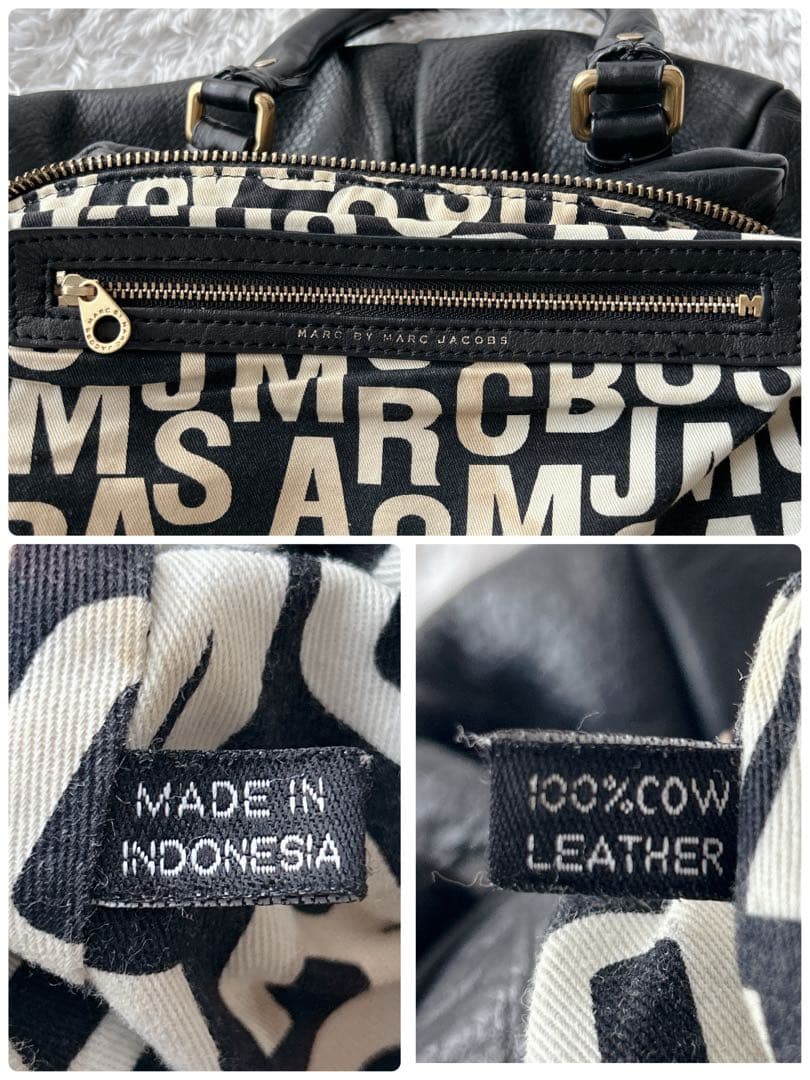 MARC BY MARC JACOBS
M
J M R C B
M S A R C M J M
MADE IN
INDONESIA
100%COW
LEATHER